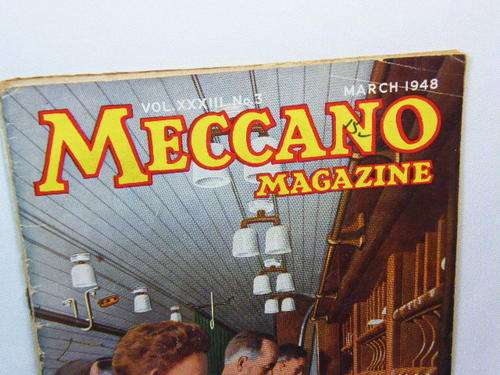 VOL. XXXIII. No. 3
MARCH 1948
MECCANO
MAGAZINE